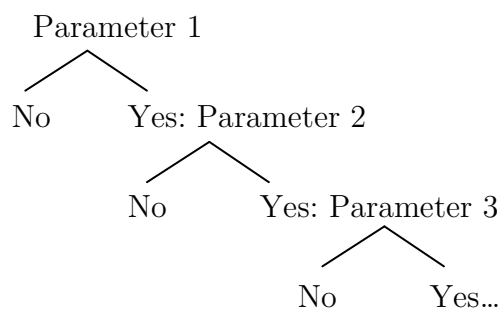 Parameter 1
No Yes: Parameter 2
No Yes: Parameter 3
No Yes…